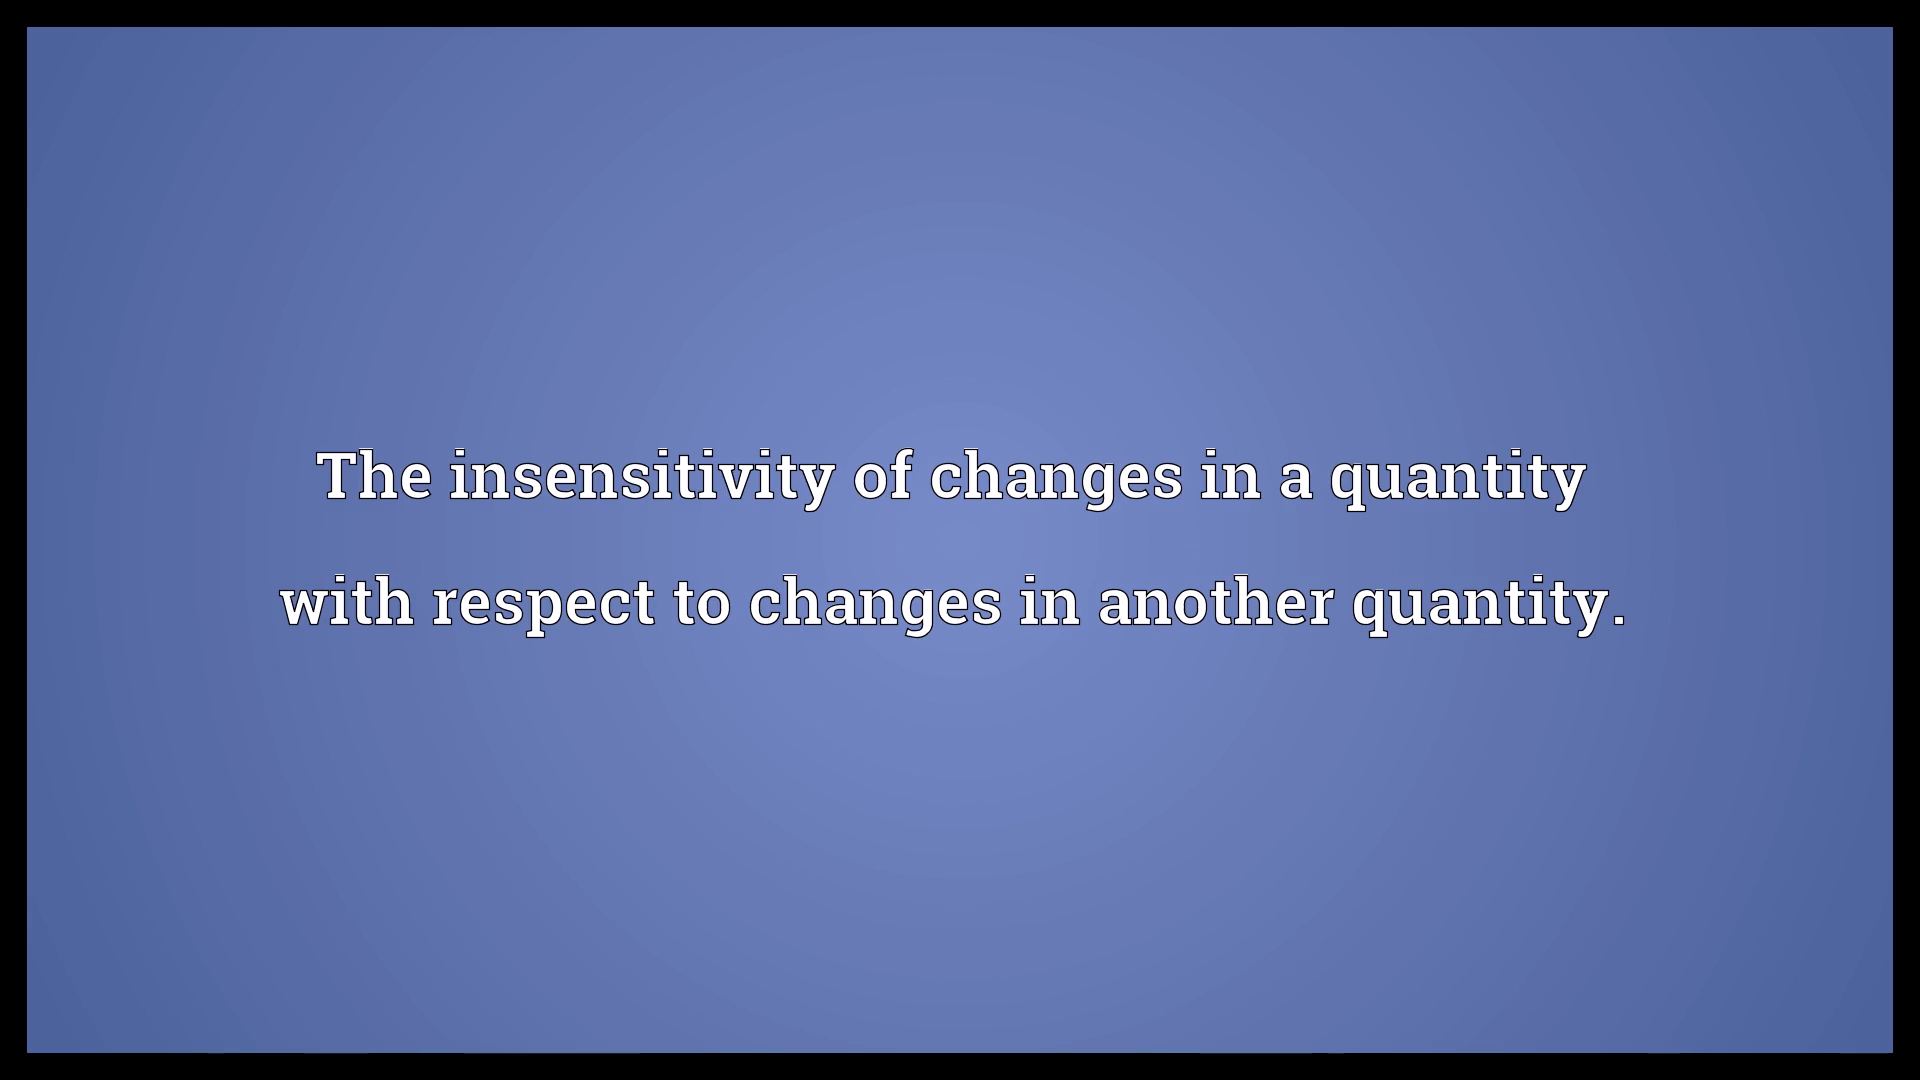 The insensitivity of changes in a quantity
with respect to changes in another quantity.